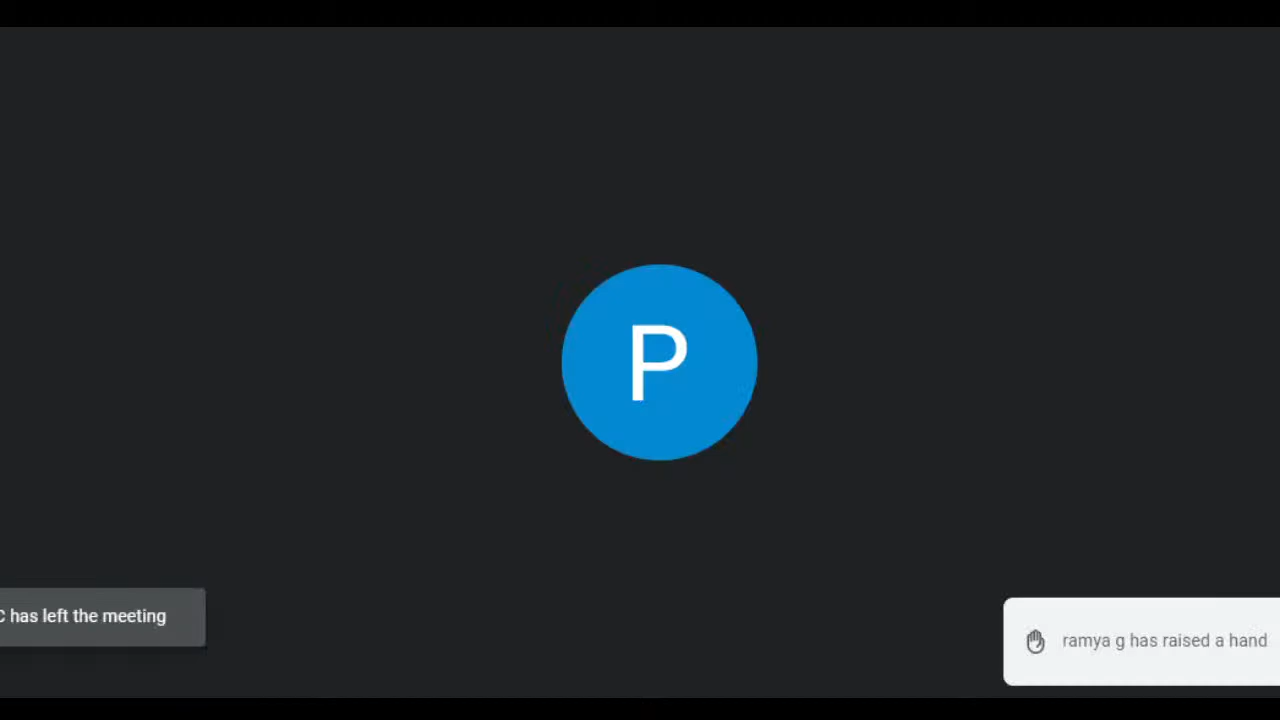 P
C has left the meeting
ramya g has raised a hand